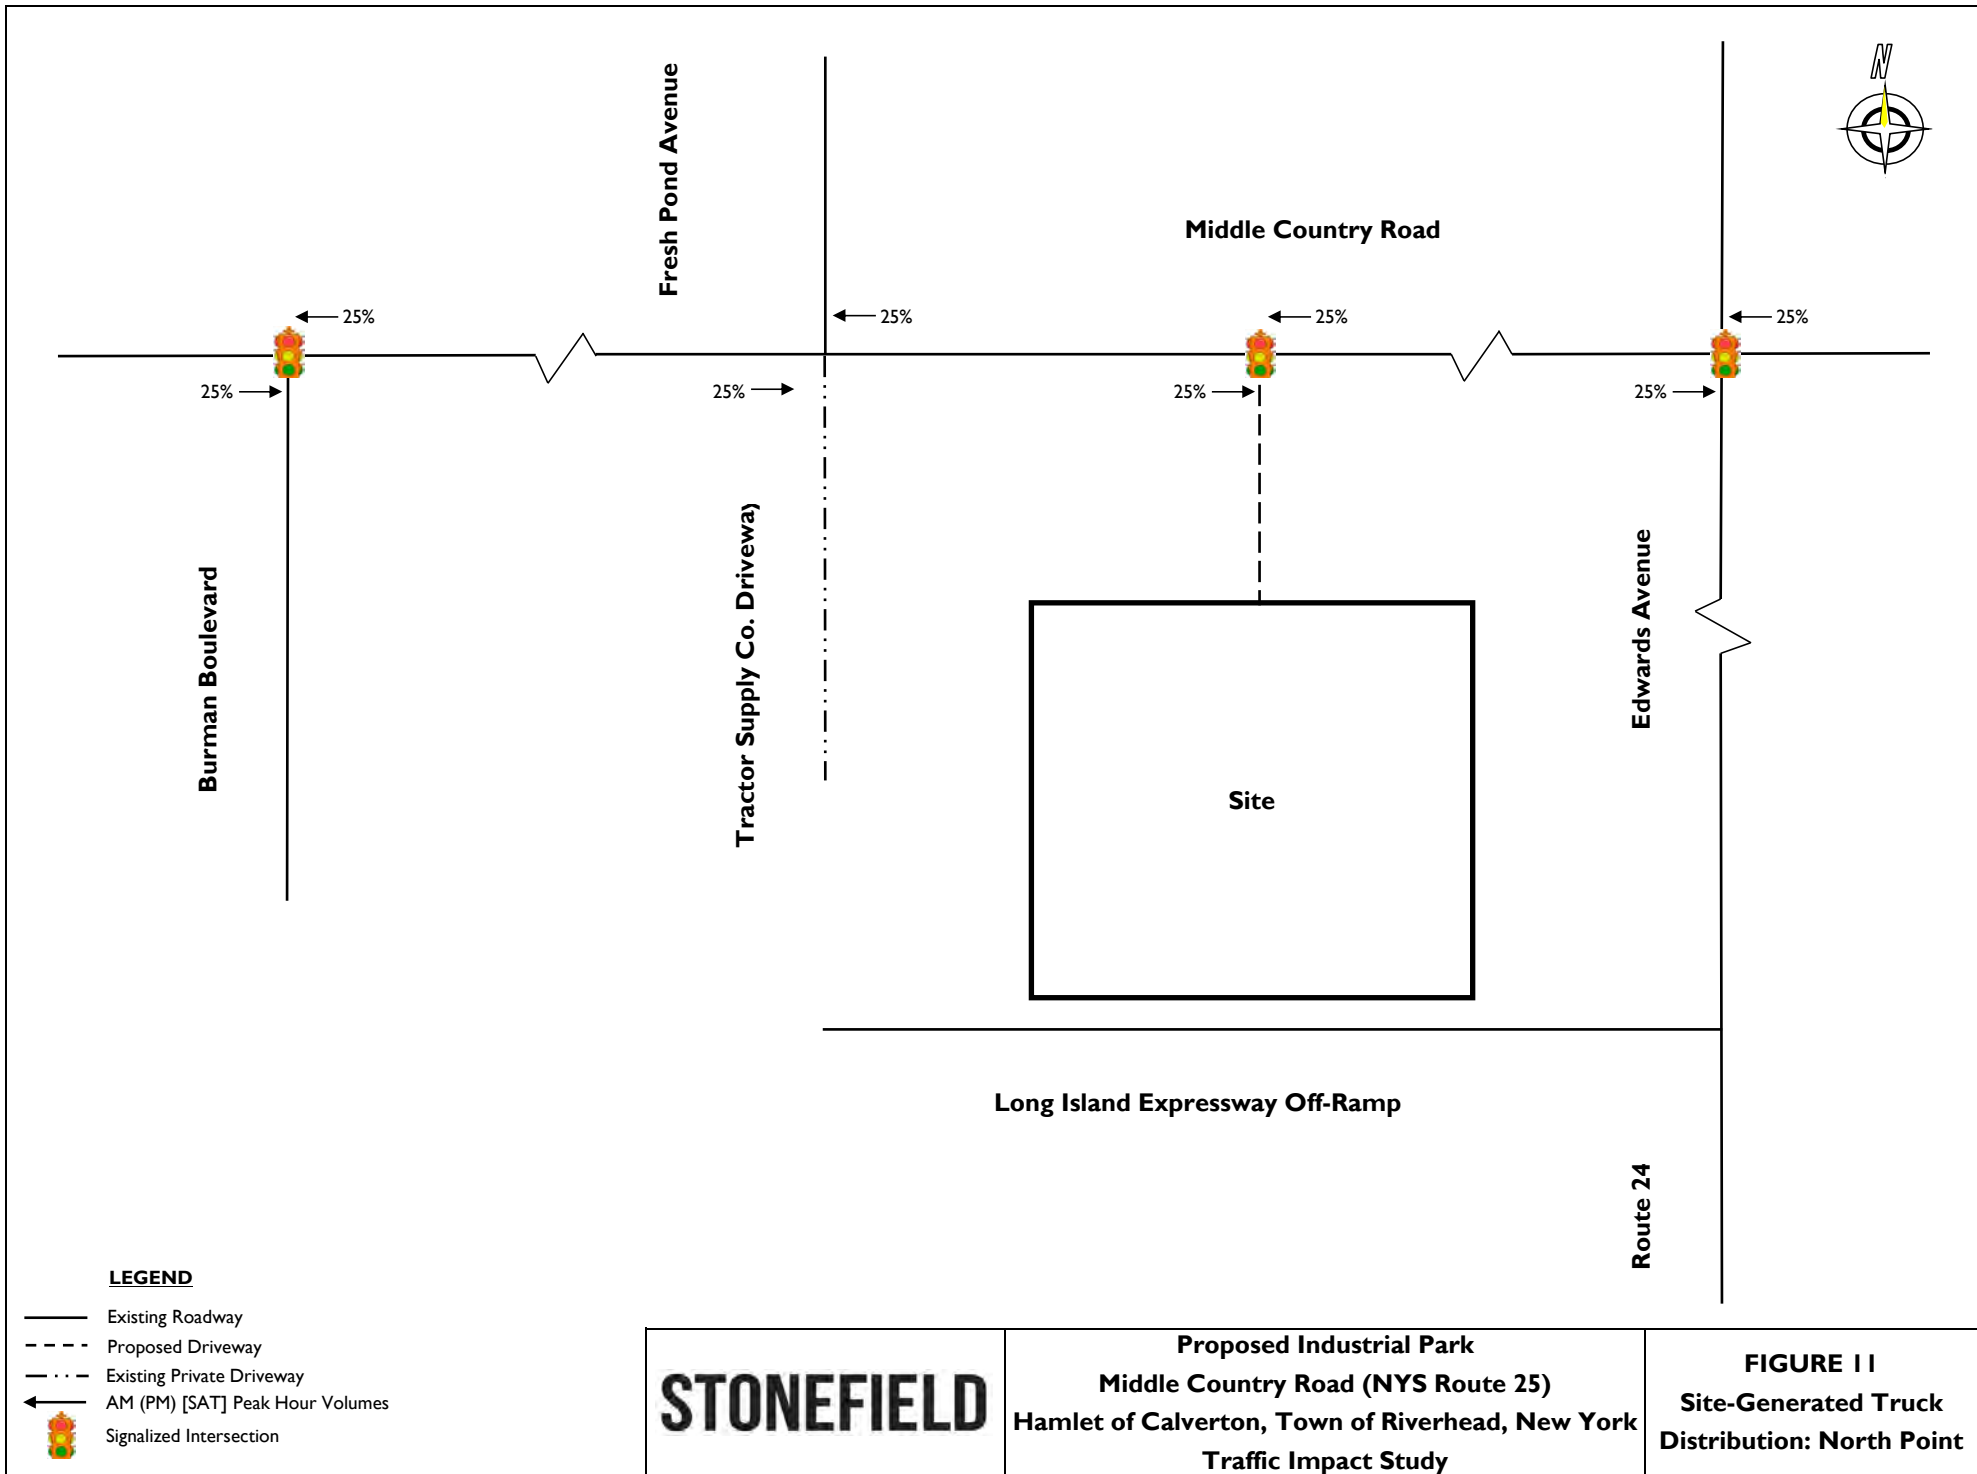 N
Fresh Pond Avenue
Middle Country Road
25%
25%
25%
25%
25%
25%
25%
25%
Burman Boulevard
Tractor Supply Co. Driveway
Edwards Avenue
Site
Long Island Expressway Off-Ramp
Route 24
LEGEND
Existing Roadway
Proposed Driveway
Existing Private Driveway
AM (PM) [SAT] Peak Hour Volumes
Signalized Intersection
STONEFIELD
Proposed Industrial Park
Middle Country Road (NYS Route 25)
Hamlet of Calverton, Town of Riverhead, New York
Traffic Impact Study
FIGURE 11
Site-Generated Truck
Distribution: North Point